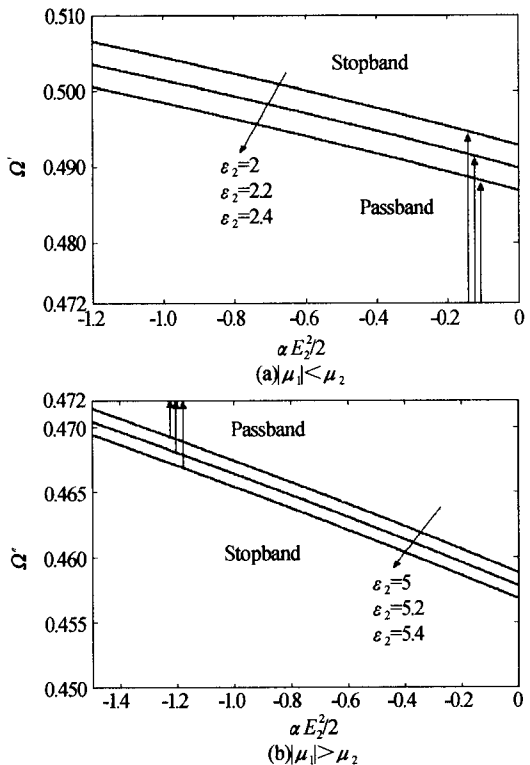 0.510
Stopband
0.500
Ω'
ε₂=2
ε₂=2.2
ε₂=2.4
0.490
Passband
0.480
0.472
-1.2 -1.0 -0.8 -0.6 -0.4 -0.2 0
αE₂²/2
(a)|μ₁|<μ₂
0.472
0.470
Passband
0.465
Ω''
Stopband
0.460
ε₂=5
ε₂=5.2
ε₂=5.4
0.455
0.450
-1.4 -1.2 -1.0 -0.8 -0.6 -0.4 -0.2 0
αE₂²/2
(b)|μ₁|>μ₂